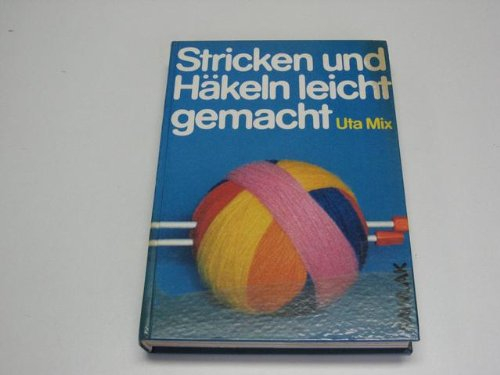 Stricken und
Häkeln leicht
gemacht Uta Mix